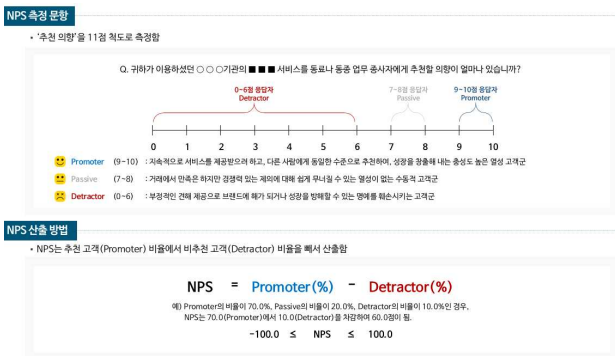 NPS 측정 문항
• '추천 의향'을 11점 척도로 측정함
Q. 귀하가 이용하셨던 ○○○기관의 ■■■ 서비스를 동료나 동종 업무 종사자에게 추천할 의향이 얼마나 있습니까?
0~6점 응답자 7~8점 응답자 9~10점 응답자
Detractor Passive Promoter
0 1 2 3 4 5 6 7 8 9 10
Promoter (9~10) : 지속적으로 서비스를 제공받으려 하고, 다른 사람에게 동일한 수준으로 추천하며, 성장을 창출해 내는 충성도 높은 열성 고객군
Passive (7~8) : 거래에서 만족은 하지만 경쟁력 있는 제의에 대해 쉽게 무너질 수 있는 열성이 없는 수동적 고객군
Detractor (0~6) : 부정적인 견해 제공으로 브랜드에 해가 되거나 성장을 방해할 수 있는 명예를 훼손시키는 고객군
NPS 산출 방법
• NPS는 추천 고객(Promoter) 비율에서 비추천 고객(Detractor) 비율을 빼서 산출함
NPS = Promoter(%) - Detractor(%)
예) Promoter의 비율이 70.0%, Passive의 비율이 20.0%, Detractor의 비율이 10.0%인 경우,
NPS는 70.0(Promoter)에서 10.0(Detractor)을 차감하여 60.0점이 됨.
-100.0 ≤ NPS ≤ 100.0